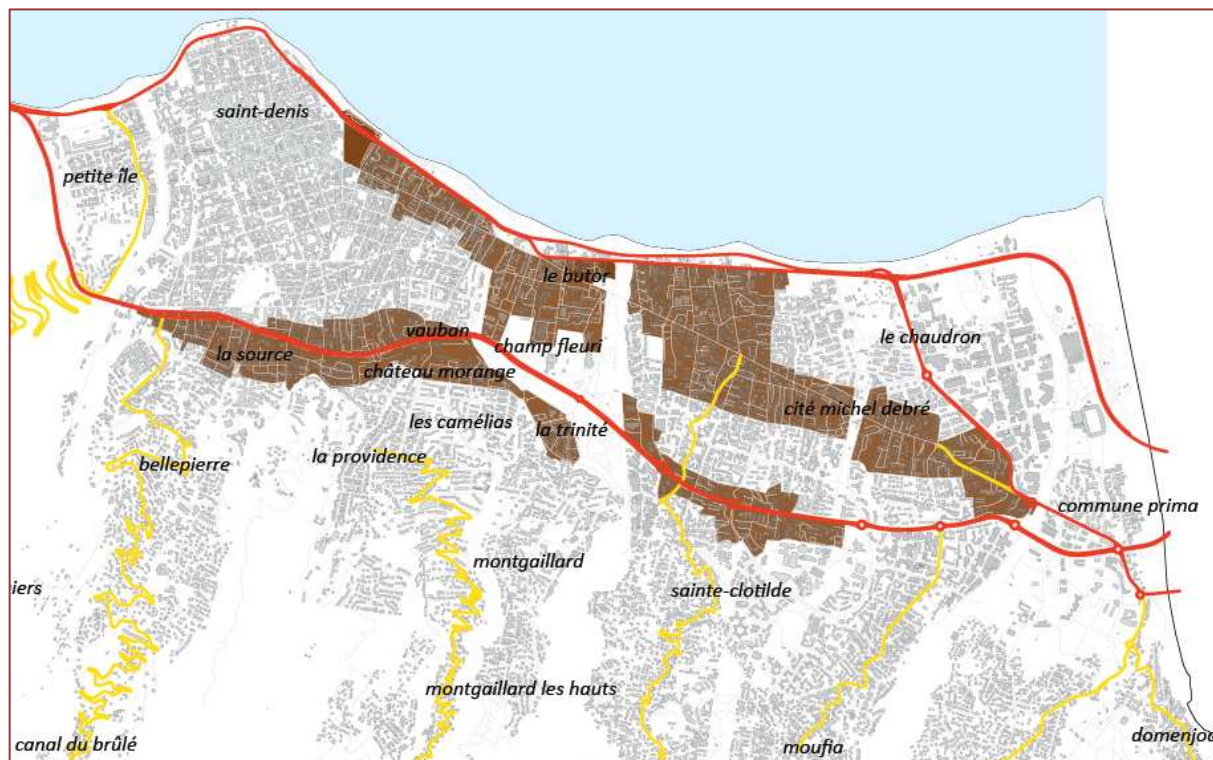 saint-denis
petite île
le butor
vauban
la source
champ fleuri
le chaudron
château morange
cité michel debré
les camélias
la trinité
la providence
bellepierre
commune prima
montgaillard
iers
sainte-clotilde
montgaillard les hauts
canal du brûlé
moufia
domenjod